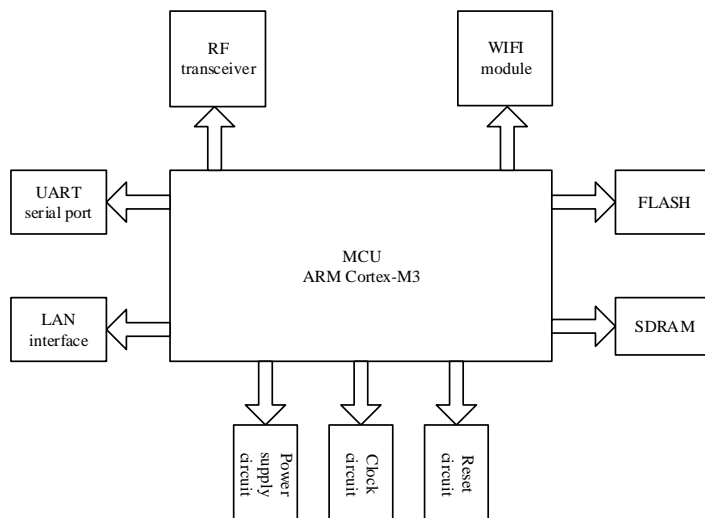 RF
transceiver
WIFI
module
UART
serial port
FLASH
MCU
ARM Cortex-M3
LAN
interface
SDRAM
Power
supply
circuit
Clock
circuit
Reset
circuit